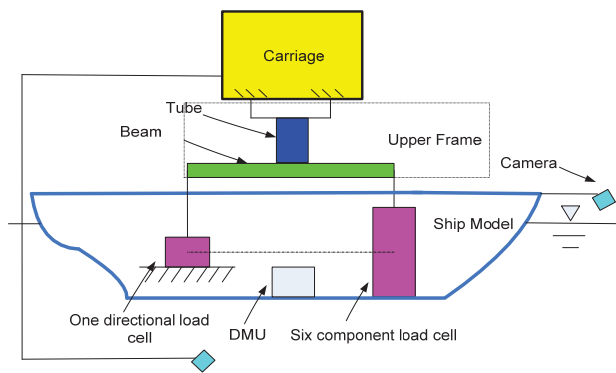 Carriage
Tube
Beam
Upper Frame
Camera
Ship Model
One directional load
cell
DMU
Six component load cell